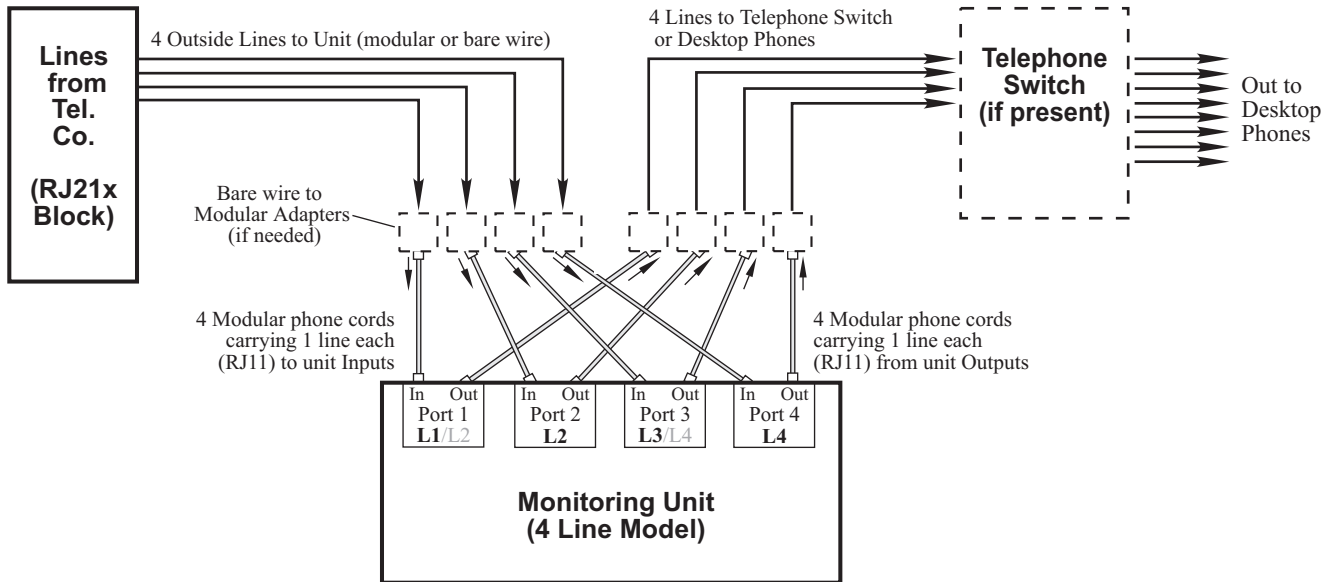 Lines
from
Tel.
Co.
(RJ21x
Block)
4 Outside Lines to Unit (modular or bare wire)
4 Lines to Telephone Switch
or Desktop Phones
Telephone
Switch
(if present)
Out to
Desktop
Phones
Bare wire to
Modular Adapters
(if needed)
4 Modular phone cords
carrying 1 line each
(RJ11) to unit Inputs
4 Modular phone cords
carrying 1 line each
(RJ11) from unit Outputs
In Out
Port 1
L1/L2
In Out
Port 2
L2
In Out
Port 3
L3/L4
In Out
Port 4
L4
Monitoring Unit
(4 Line Model)